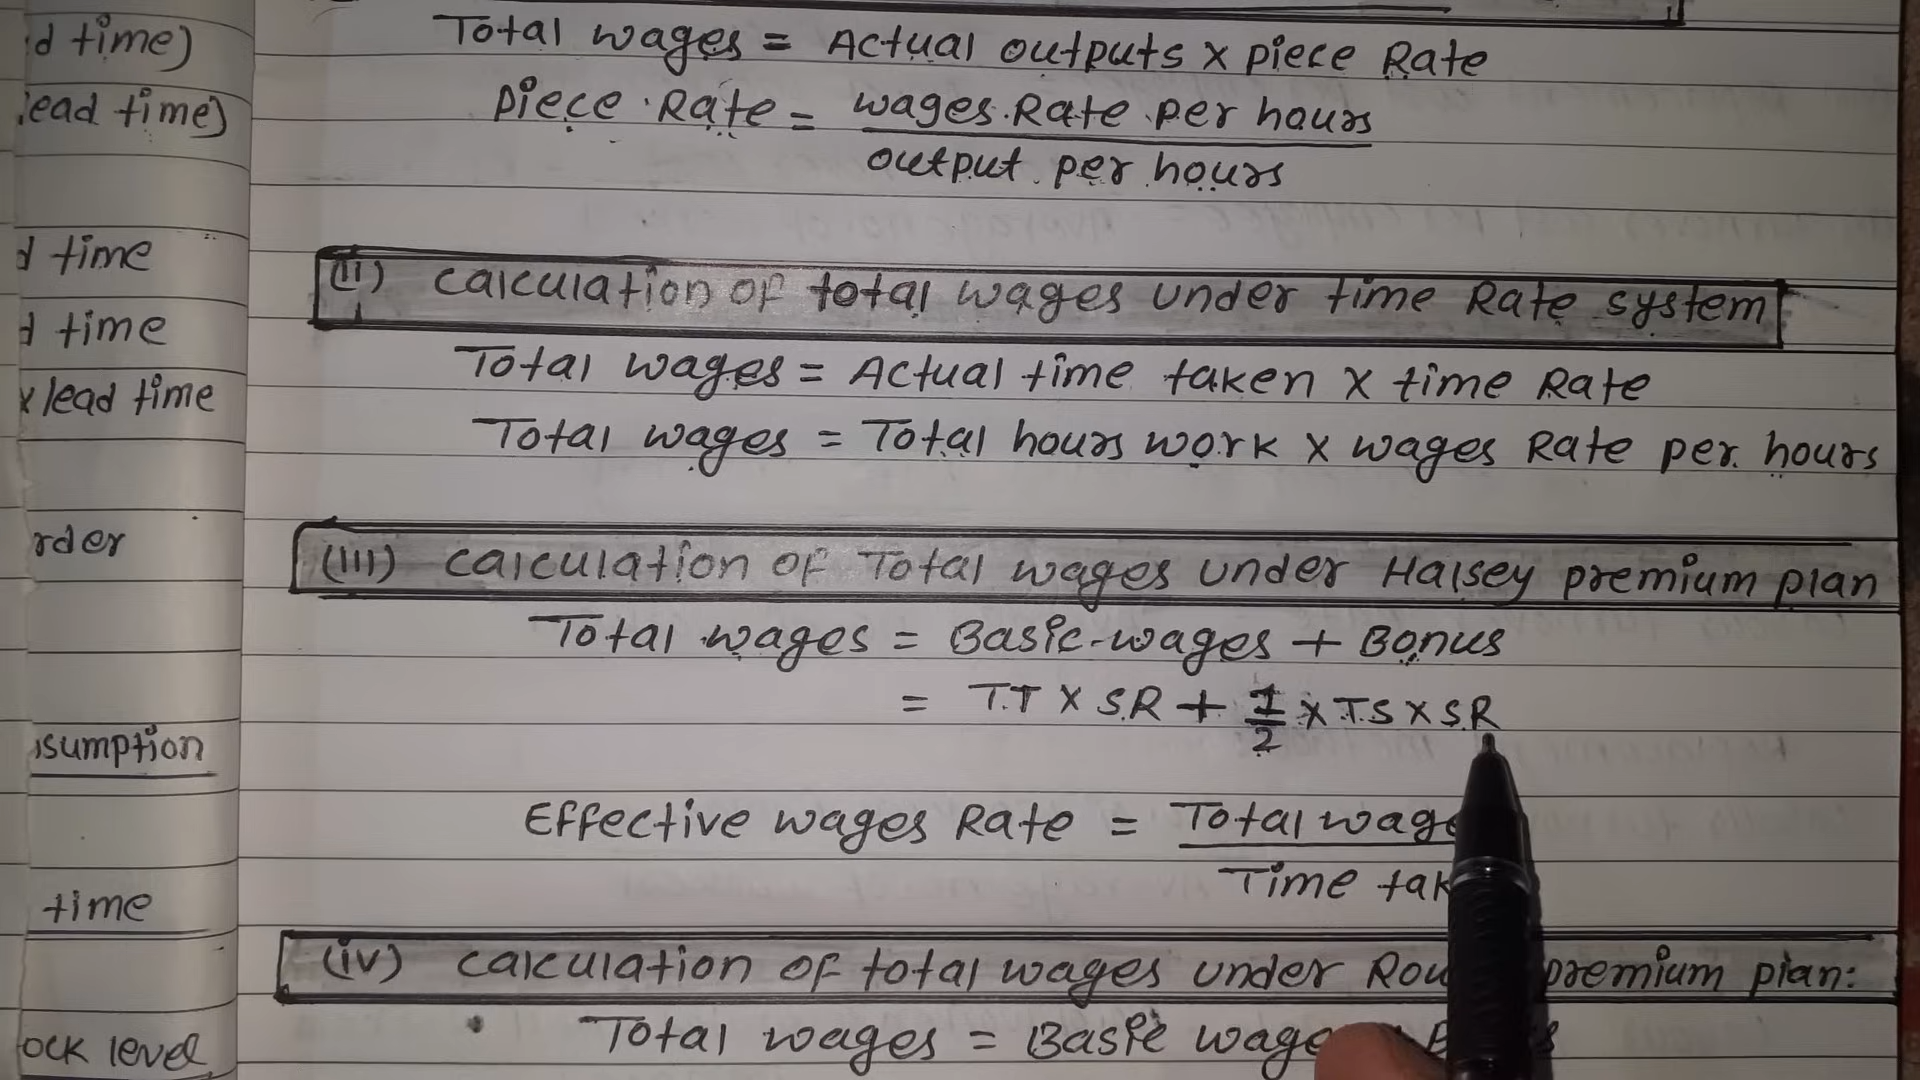 d time)
lead time)
d time
d time
x lead time
rder
sumption
time
ock level
Total wages = Actual outputs x piece Rate
piece Rate = wages Rate per hours
output per hours
(ii) calculation of total wages under time Rate system
Total wages = Actual time taken x time Rate
Total wages = Total hours work x wages Rate per hours
(III) calculation of Total wages under Halsey premium plan
Total wages = Basic wages + Bonus
= T.T x S.R + 1/2 x T.S x S.R
Effective wages Rate = Total wage
Time tak
(iv) calculation of total wages under Row premium plan:
Total wages = Basic wage